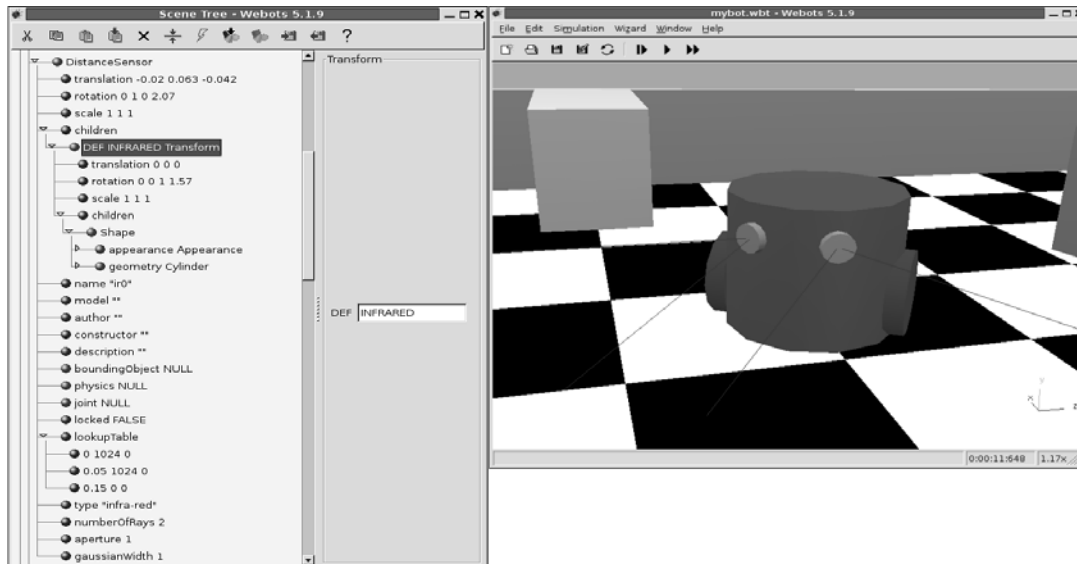 Scene Tree - Webots 5.1.9
?
DistanceSensor
translation -0.02 0.063 -0.042
rotation 0 1 0 2.07
scale 1 1 1
children
DEF INFRARED Transform
translation 0 0 0
rotation 0 0 1 1.57
scale 1 1 1
children
Shape
appearance Appearance
geometry Cylinder
name "ir0"
model ""
author ""
constructor ""
description ""
boundingObject NULL
physics NULL
joint NULL
locked FALSE
lookupTable
0 1024 0
0.05 1024 0
0.15 0 0
type "infra-red"
numberOfRays 2
aperture 1
gaussianWidth 1
Transform
DEF INFRARED
mybot.wbt - Webots 5.1.9
File Edit Simulation Wizard Window Help
y
x z
0:00:11:648 1.17x